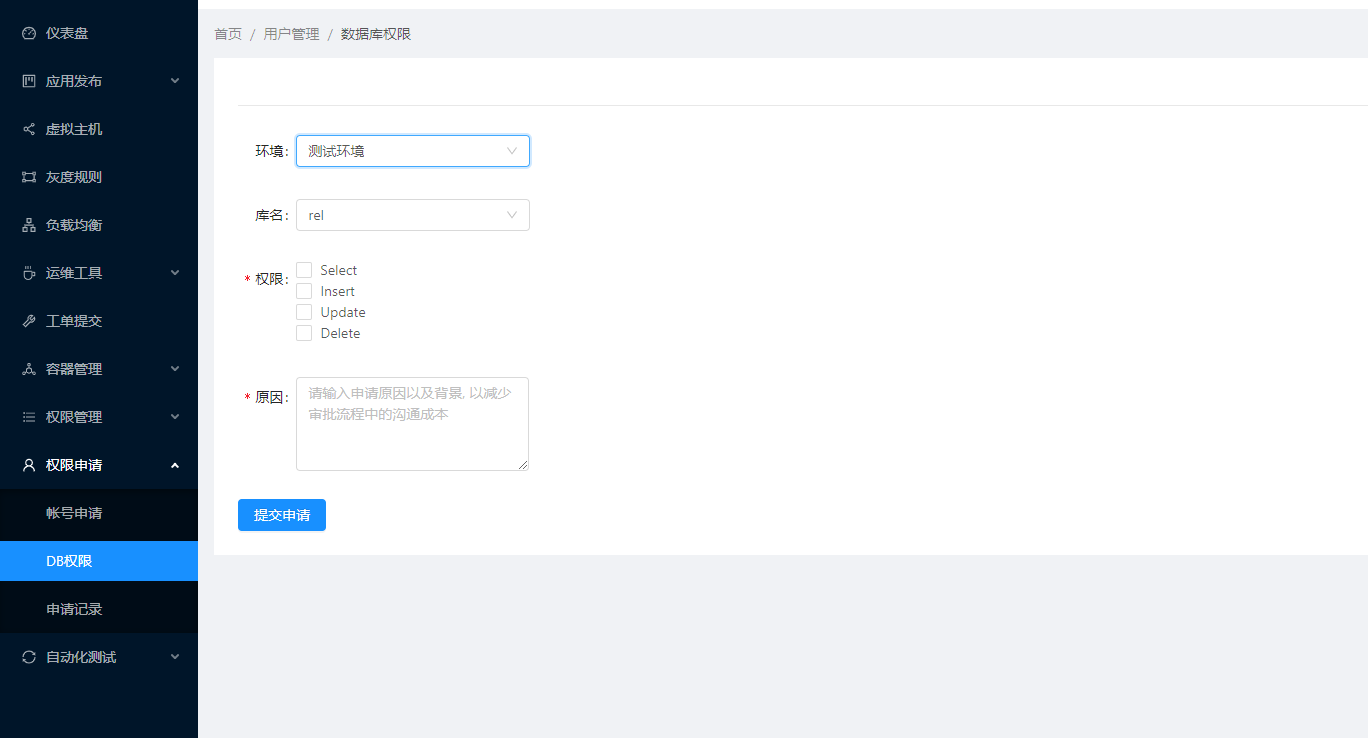 仪表盘
应用发布
虚拟主机
灰度规则
负载均衡
运维工具
工单提交
容器管理
权限管理
权限申请
帐号申请
DB权限
申请记录
自动化测试
首页 / 用户管理 / 数据库权限
环境: 测试环境
库名: rel
* 权限: Select
Insert
Update
Delete
* 原因: 请输入申请原因以及背景, 以减少
审批流程中的沟通成本
提交申请